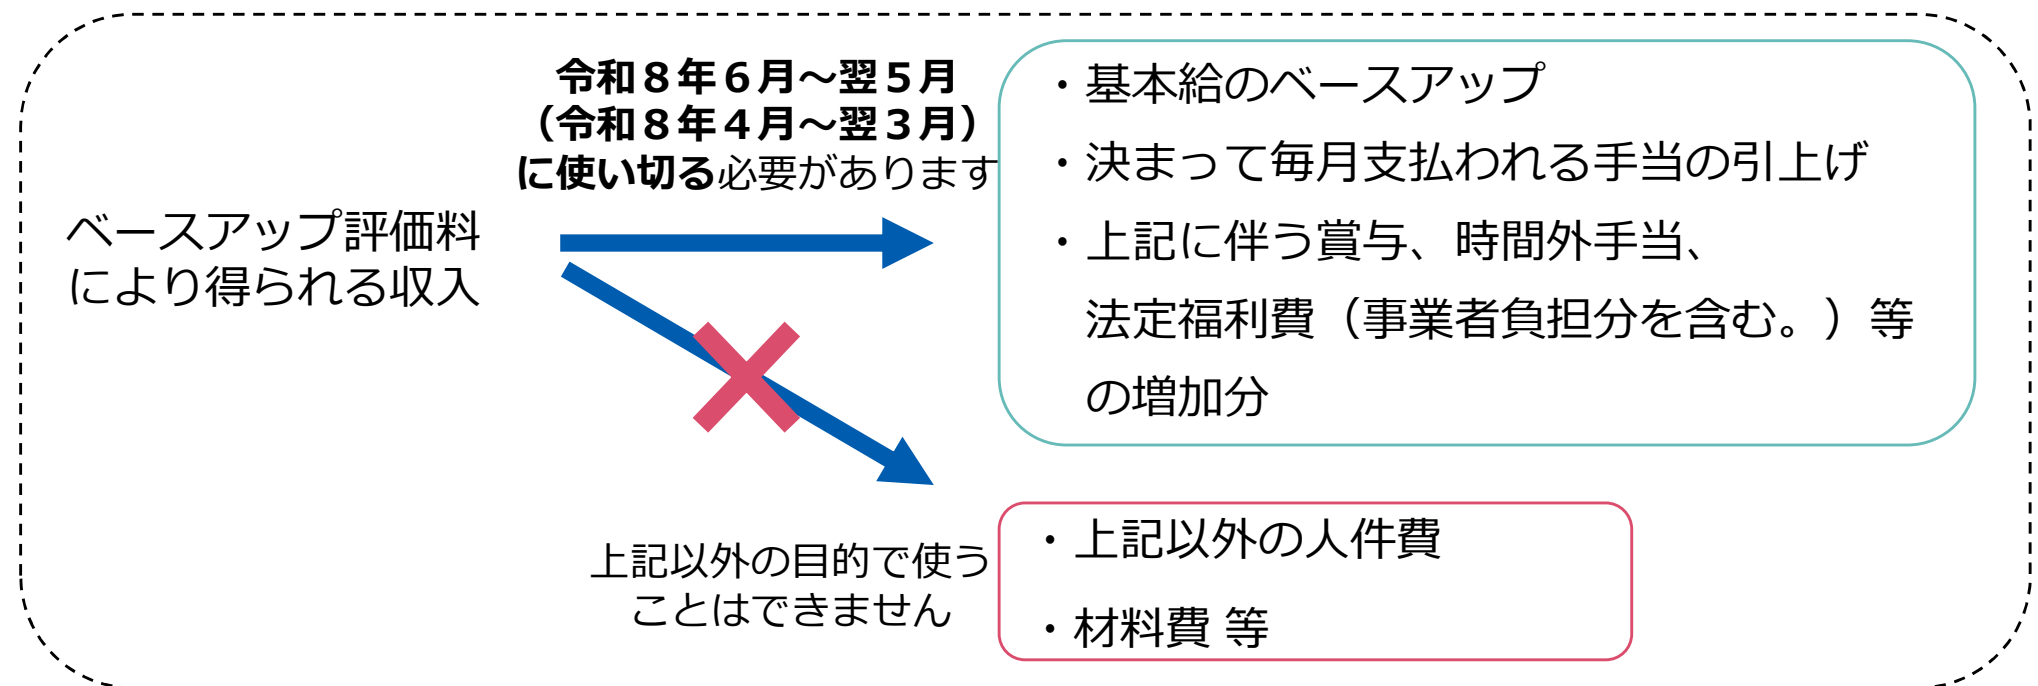 ベースアップ評価料
により得られる収入
令和８年６月～翌５月
（令和８年４月～翌３月）
に使い切る必要があります
・基本給のベースアップ
・決まって毎月支払われる手当の引上げ
・上記に伴う賞与、時間外手当、
法定福利費（事業者負担分を含む。）等
の増加分
上記以外の目的で使う
ことはできません
・上記以外の人件費
・材料費 等